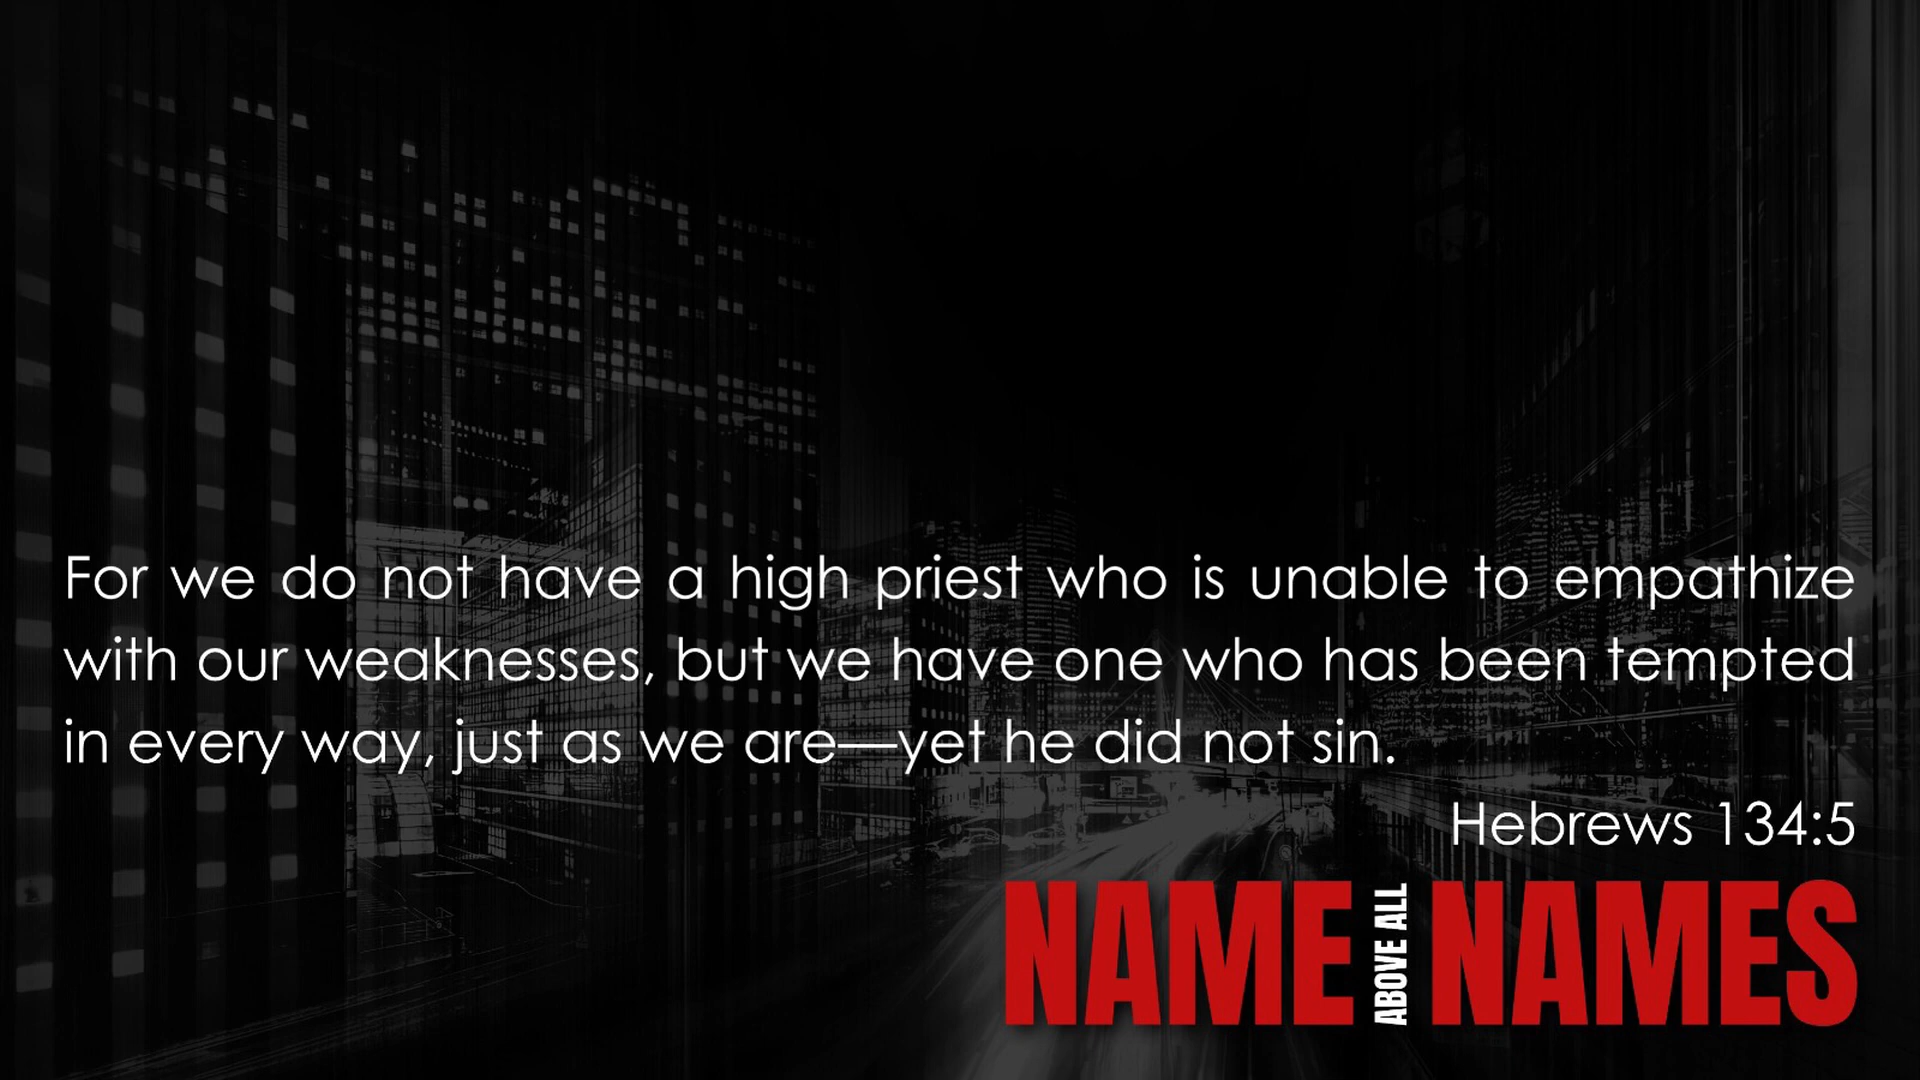 For we do not have a high priest who is unable to empathize
with our weaknesses, but we have one who has been tempted
in every way, just as we are—yet he did not sin.
Hebrews 134:5
NAME ABOVE ALL NAMES